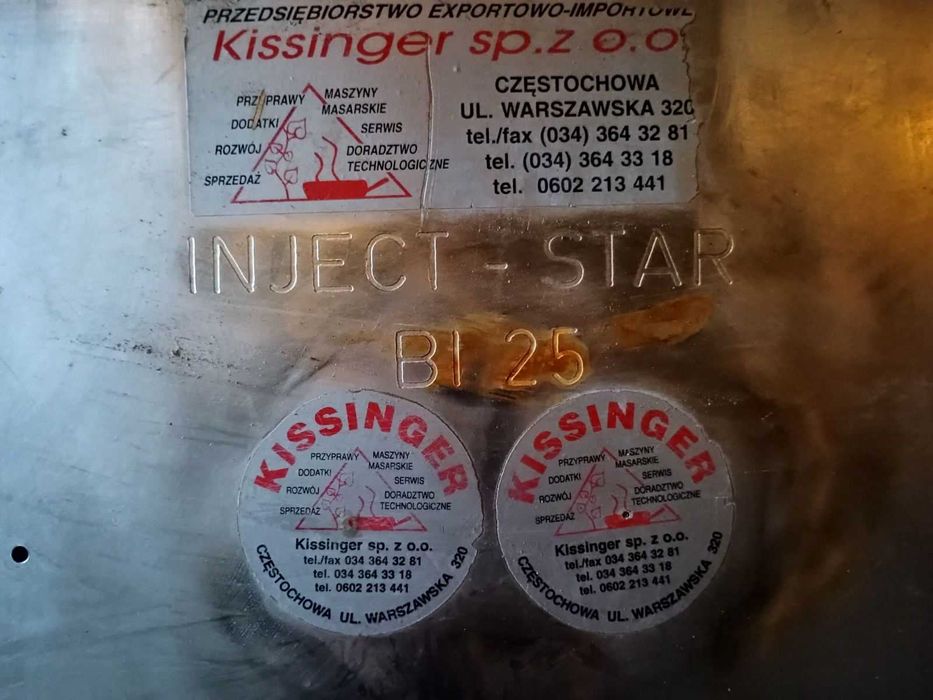 PRZEDSIĘBIORSTWO EXPORTOWO-IMPORTOWE
Kissinger sp.z o.o
PRZYPRAWY
MASZYNY
MASARSKIE
DODATKI
SERWIS
ROZWÓJ
DORADZTWO
TECHNOLOGICZNE
SPRZEDAŻ
CZĘSTOCHOWA
UL. WARSZAWSKA 320
tel./fax (034) 364 32 81
tel. (034) 364 33 18
tel. 0602 213 441
INJECT - STAR
BI 25
KISSINGER
PRZYPRAWY
MASZYNY
MASARSKIE
DODATKI
SERWIS
ROZWÓJ
DORADZTWO
TECHNOLOGICZNE
SPRZEDAŻ
Kissinger sp. z o.o.
tel./fax 034 364 32 81
tel. 034 364 33 18
tel. 0602 213 441
CZĘSTOCHOWA UL. WARSZAWSKA 320
KISSINGER
PRZYPRAWY
MASZYNY
MASARSKIE
DODATKI
SERWIS
ROZWÓJ
DORADZTWO
TECHNOLOGICZNE
SPRZEDAŻ
Kissinger sp. z o.o.
tel./fax 034 364 32 81
tel. 034 364 33 18
tel. 0602 213 441
CZĘSTOCHOWA UL. WARSZAWSKA 320